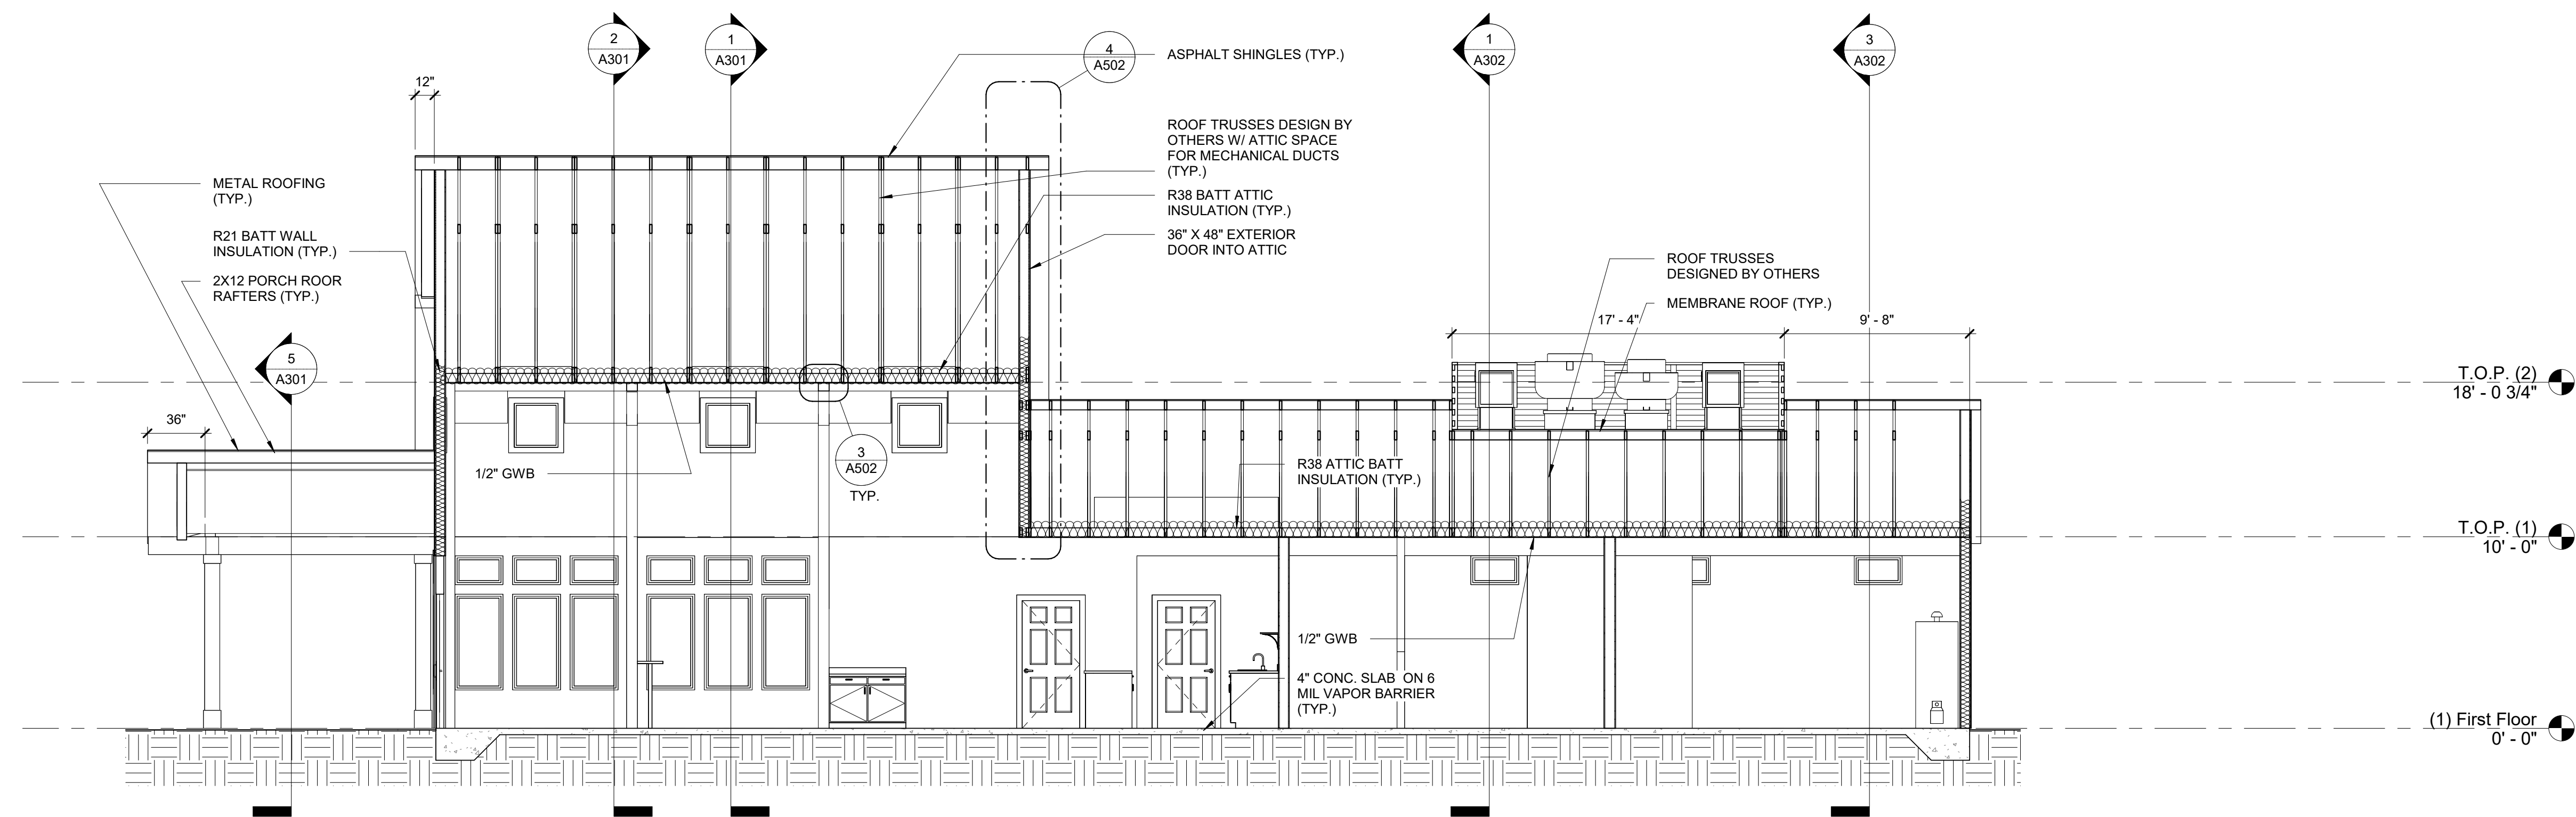 2
A301
1
A301
4
A502
ASPHALT SHINGLES (TYP.)
1
A302
3
A302
12"
ROOF TRUSSES DESIGN BY
OTHERS W/ ATTIC SPACE
FOR MECHANICAL DUCTS
(TYP.)
METAL ROOFING
(TYP.)
R38 BATT ATTIC
INSULATION (TYP.)
R21 BATT WALL
INSULATION (TYP.)
36" X 48" EXTERIOR
DOOR INTO ATTIC
2X12 PORCH ROOR
RAFTERS (TYP.)
ROOF TRUSSES
DESIGNED BY OTHERS
MEMBRANE ROOF (TYP.)
17' - 4"
9' - 8"
5
A301
T.O.P. (2)
18' - 0 3/4"
36"
3
A502
TYP.
1/2" GWB
R38 ATTIC BATT
INSULATION (TYP.)
T.O.P. (1)
10' - 0"
1/2" GWB
4" CONC. SLAB ON 6
MIL VAPOR BARRIER
(TYP.)
(1) First Floor
0' - 0"